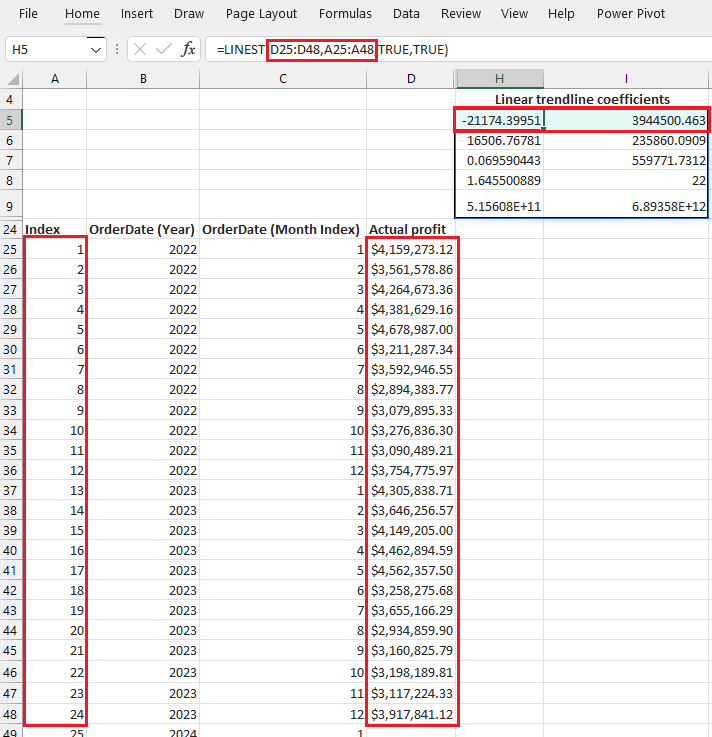 File Home Insert Draw Page Layout Formulas Data Review View Help Power Pivot
H5 fx =LINEST(D25:D48,A25:A48,TRUE,TRUE)
A B C D H I
4 Linear trendline coefficients
5 -21174.39951 3944500.463
6 16506.76781 235860.0909
7 0.069590443 559771.7312
8 1.645500889 22
9 5.15608E+11 6.89358E+12
24 Index OrderDate (Year) OrderDate (Month Index) Actual profit
25 1 2022 1 $4,159,273.12
26 2 2022 2 $3,561,578.86
27 3 2022 3 $4,264,673.36
28 4 2022 4 $4,381,629.16
29 5 2022 5 $4,678,987.00
30 6 2022 6 $3,211,287.34
31 7 2022 7 $3,592,946.55
32 8 2022 8 $2,894,383.77
33 9 2022 9 $3,079,895.33
34 10 2022 10 $3,276,836.30
35 11 2022 11 $3,090,489.21
36 12 2022 12 $3,754,775.97
37 13 2023 1 $4,305,838.71
38 14 2023 2 $3,646,256.57
39 15 2023 3 $4,149,205.00
40 16 2023 4 $4,462,894.59
41 17 2023 5 $4,562,357.50
42 18 2023 6 $3,258,275.68
43 19 2023 7 $3,655,166.29
44 20 2023 8 $2,934,859.90
45 21 2023 9 $3,160,825.79
46 22 2023 10 $3,198,189.81
47 23 2023 11 $3,117,224.33
48 24 2023 12 $3,917,841.12
49 25 2024 1